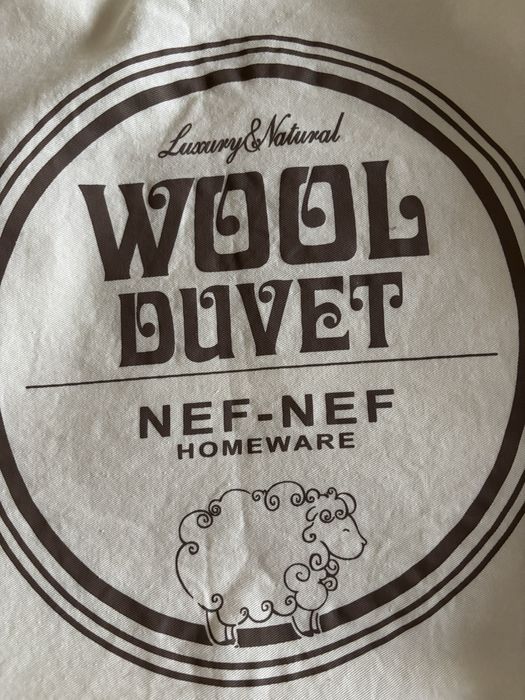 Luxury & Natural
WOOL
DUVET
NEF-NEF
HOMEWARE